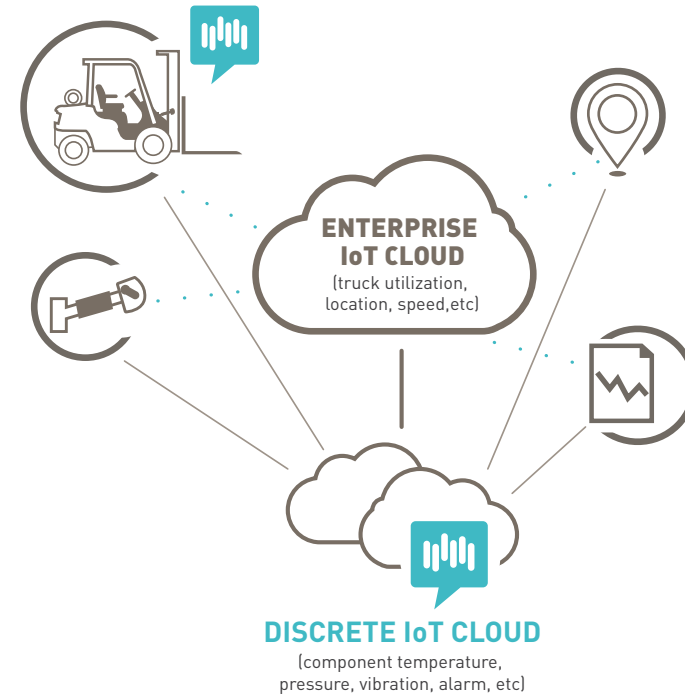 ENTERPRISE
IoT CLOUD
(truck utilization,
location, speed,etc)
DISCRETE IoT CLOUD
(component temperature,
pressure, vibration, alarm, etc)